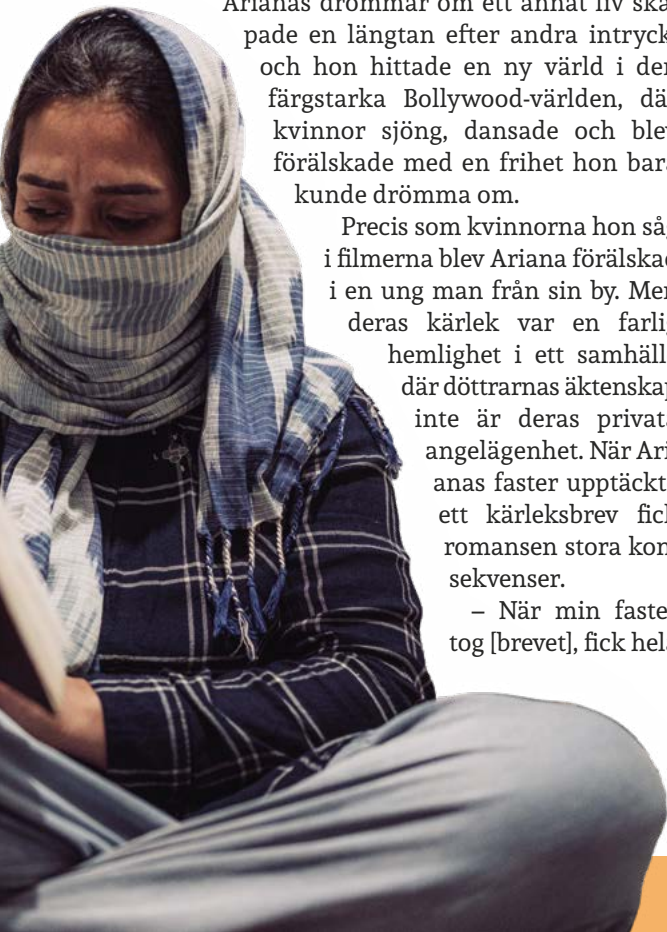 Arianas drömmar om ett annat liv ska
pade en längtan efter andra intryck
och hon hittade en ny värld i den
färgstarka Bollywood-världen, dä
kvinnor sjöng, dansade och blev
förälskade med en frihet hon bara
kunde drömma om.
Precis som kvinnorna hon såg
i filmerna blev Ariana förälskad
i en ung man från sin by. Men
deras kärlek var en farlig
hemlighet i ett samhäll
där döttrarnas äktenskap
inte är deras privata
angelägenhet. När Ari
anas faster upptäckt
ett kärleksbrev fick
romansen stora kon
sekvenser.
– När min faste
tog [brevet], fick hela